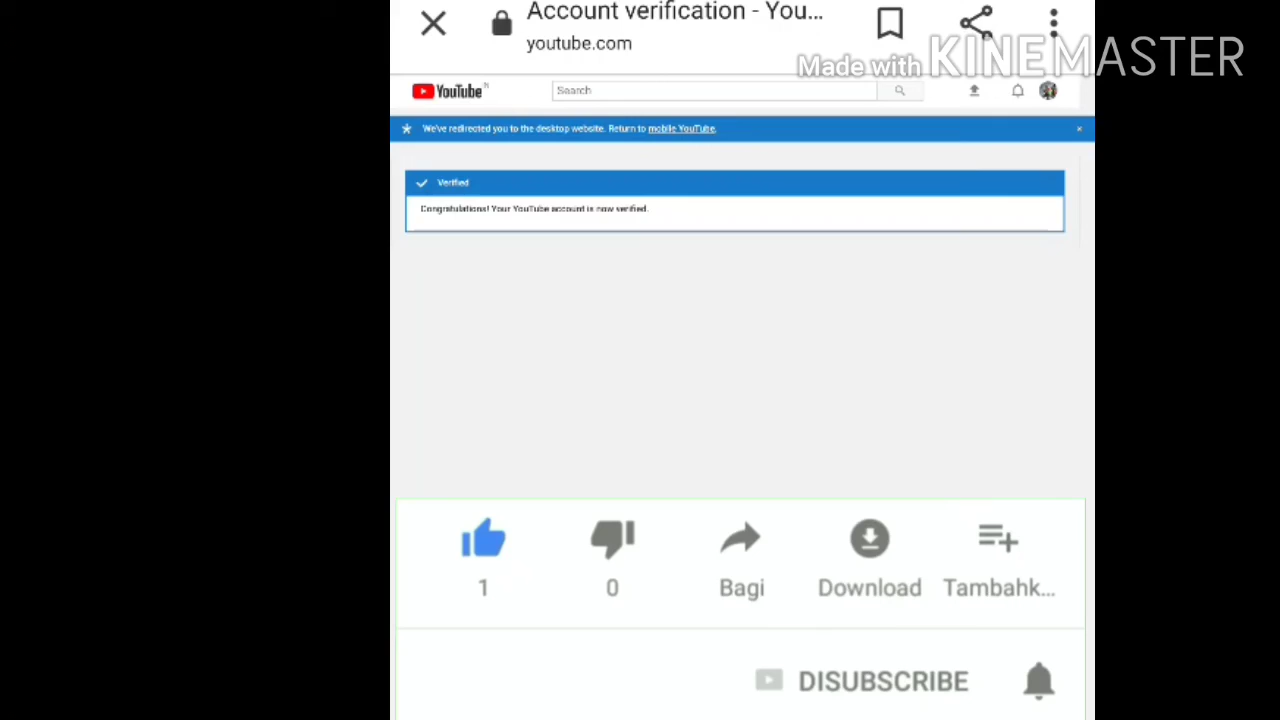 Account verification - You...
youtube.com
Made with KINEMASTER
YouTube
Search
We've redirected you to the desktop website. Return to mobile YouTube.
Verified
Congratulations! Your YouTube account is now verified.
1
0
Bagi
Download
Tambahk...
DISUBSCRIBE